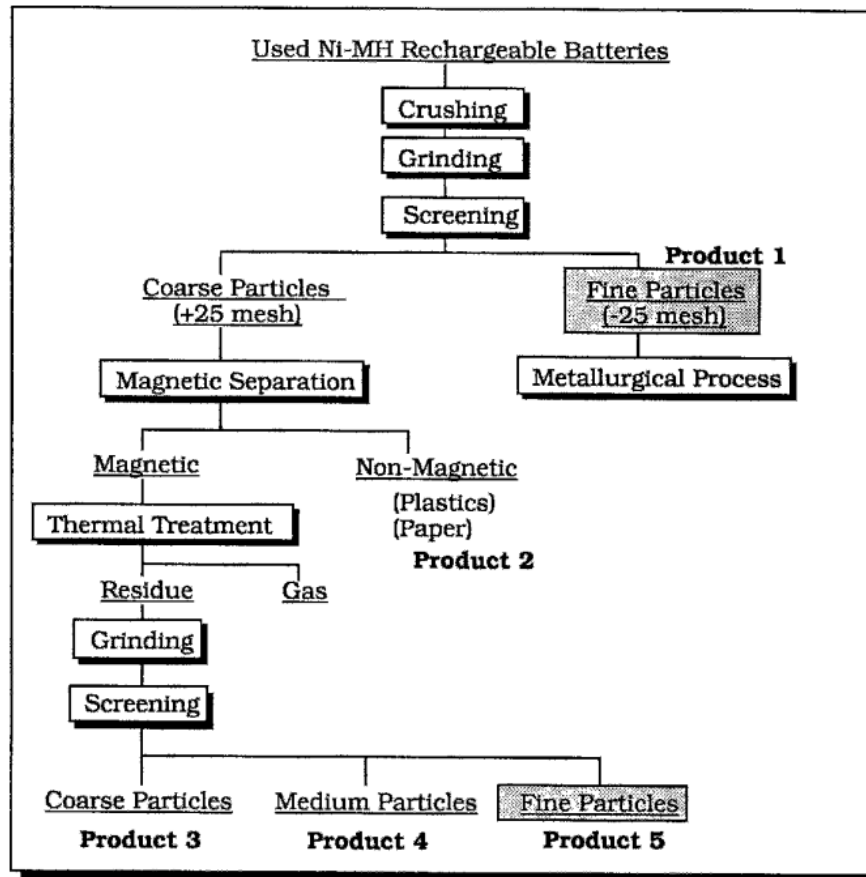 Used Ni-MH Rechargeable Batteries
Crushing
Grinding
Screening
Product 1
Coarse Particles
(+25 mesh)
Fine Particles
(-25 mesh)
Magnetic Separation
Metallurgical Process
Magnetic
Non-Magnetic
(Plastics)
(Paper)
Product 2
Thermal Treatment
Residue
Gas
Grinding
Screening
Coarse Particles
Medium Particles
Fine Particles
Product 3
Product 4
Product 5